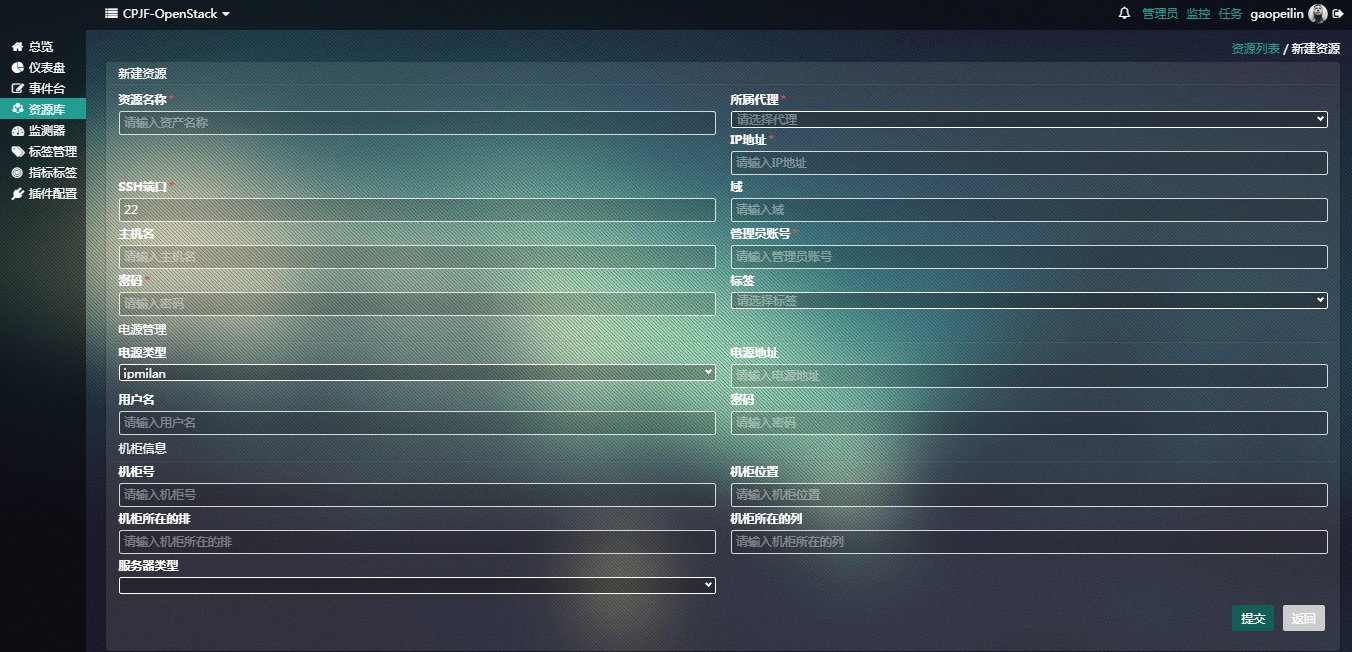 CPJF-OpenStack
管理员 监控 任务 gaopeilin
总览
仪表盘
事件台
资源库
监测器
标签管理
指标标签
插件配置
资源列表 / 新建资源
新建资源
资源名称*
请输入资产名称
所属代理*
请选择代理
IP地址*
请输入IP地址
SSH端口*
22
域
请输入域
主机名
请输入主机名
管理员账号*
请输入管理员账号
密码*
请输入密码
标签
请选择标签
电源管理
电源类型
ipmilan
电源地址
请输入电源地址
用户名
请输入用户名
密码
请输入密码
机柜信息
机柜号
请输入机柜号
机柜位置
请输入机柜位置
机柜所在的排
请输入机柜所在的排
机柜所在的列
请输入机柜所在的列
服务器类型
提交
返回